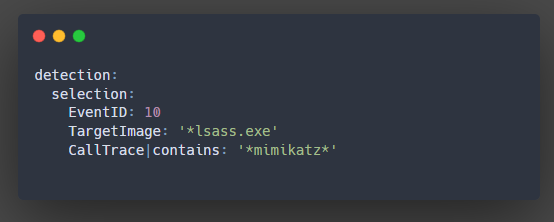 detection:
  selection:
    EventID: 10
    TargetImage: '*lsass.exe'
    CallTrace|contains: '*mimikatz*'